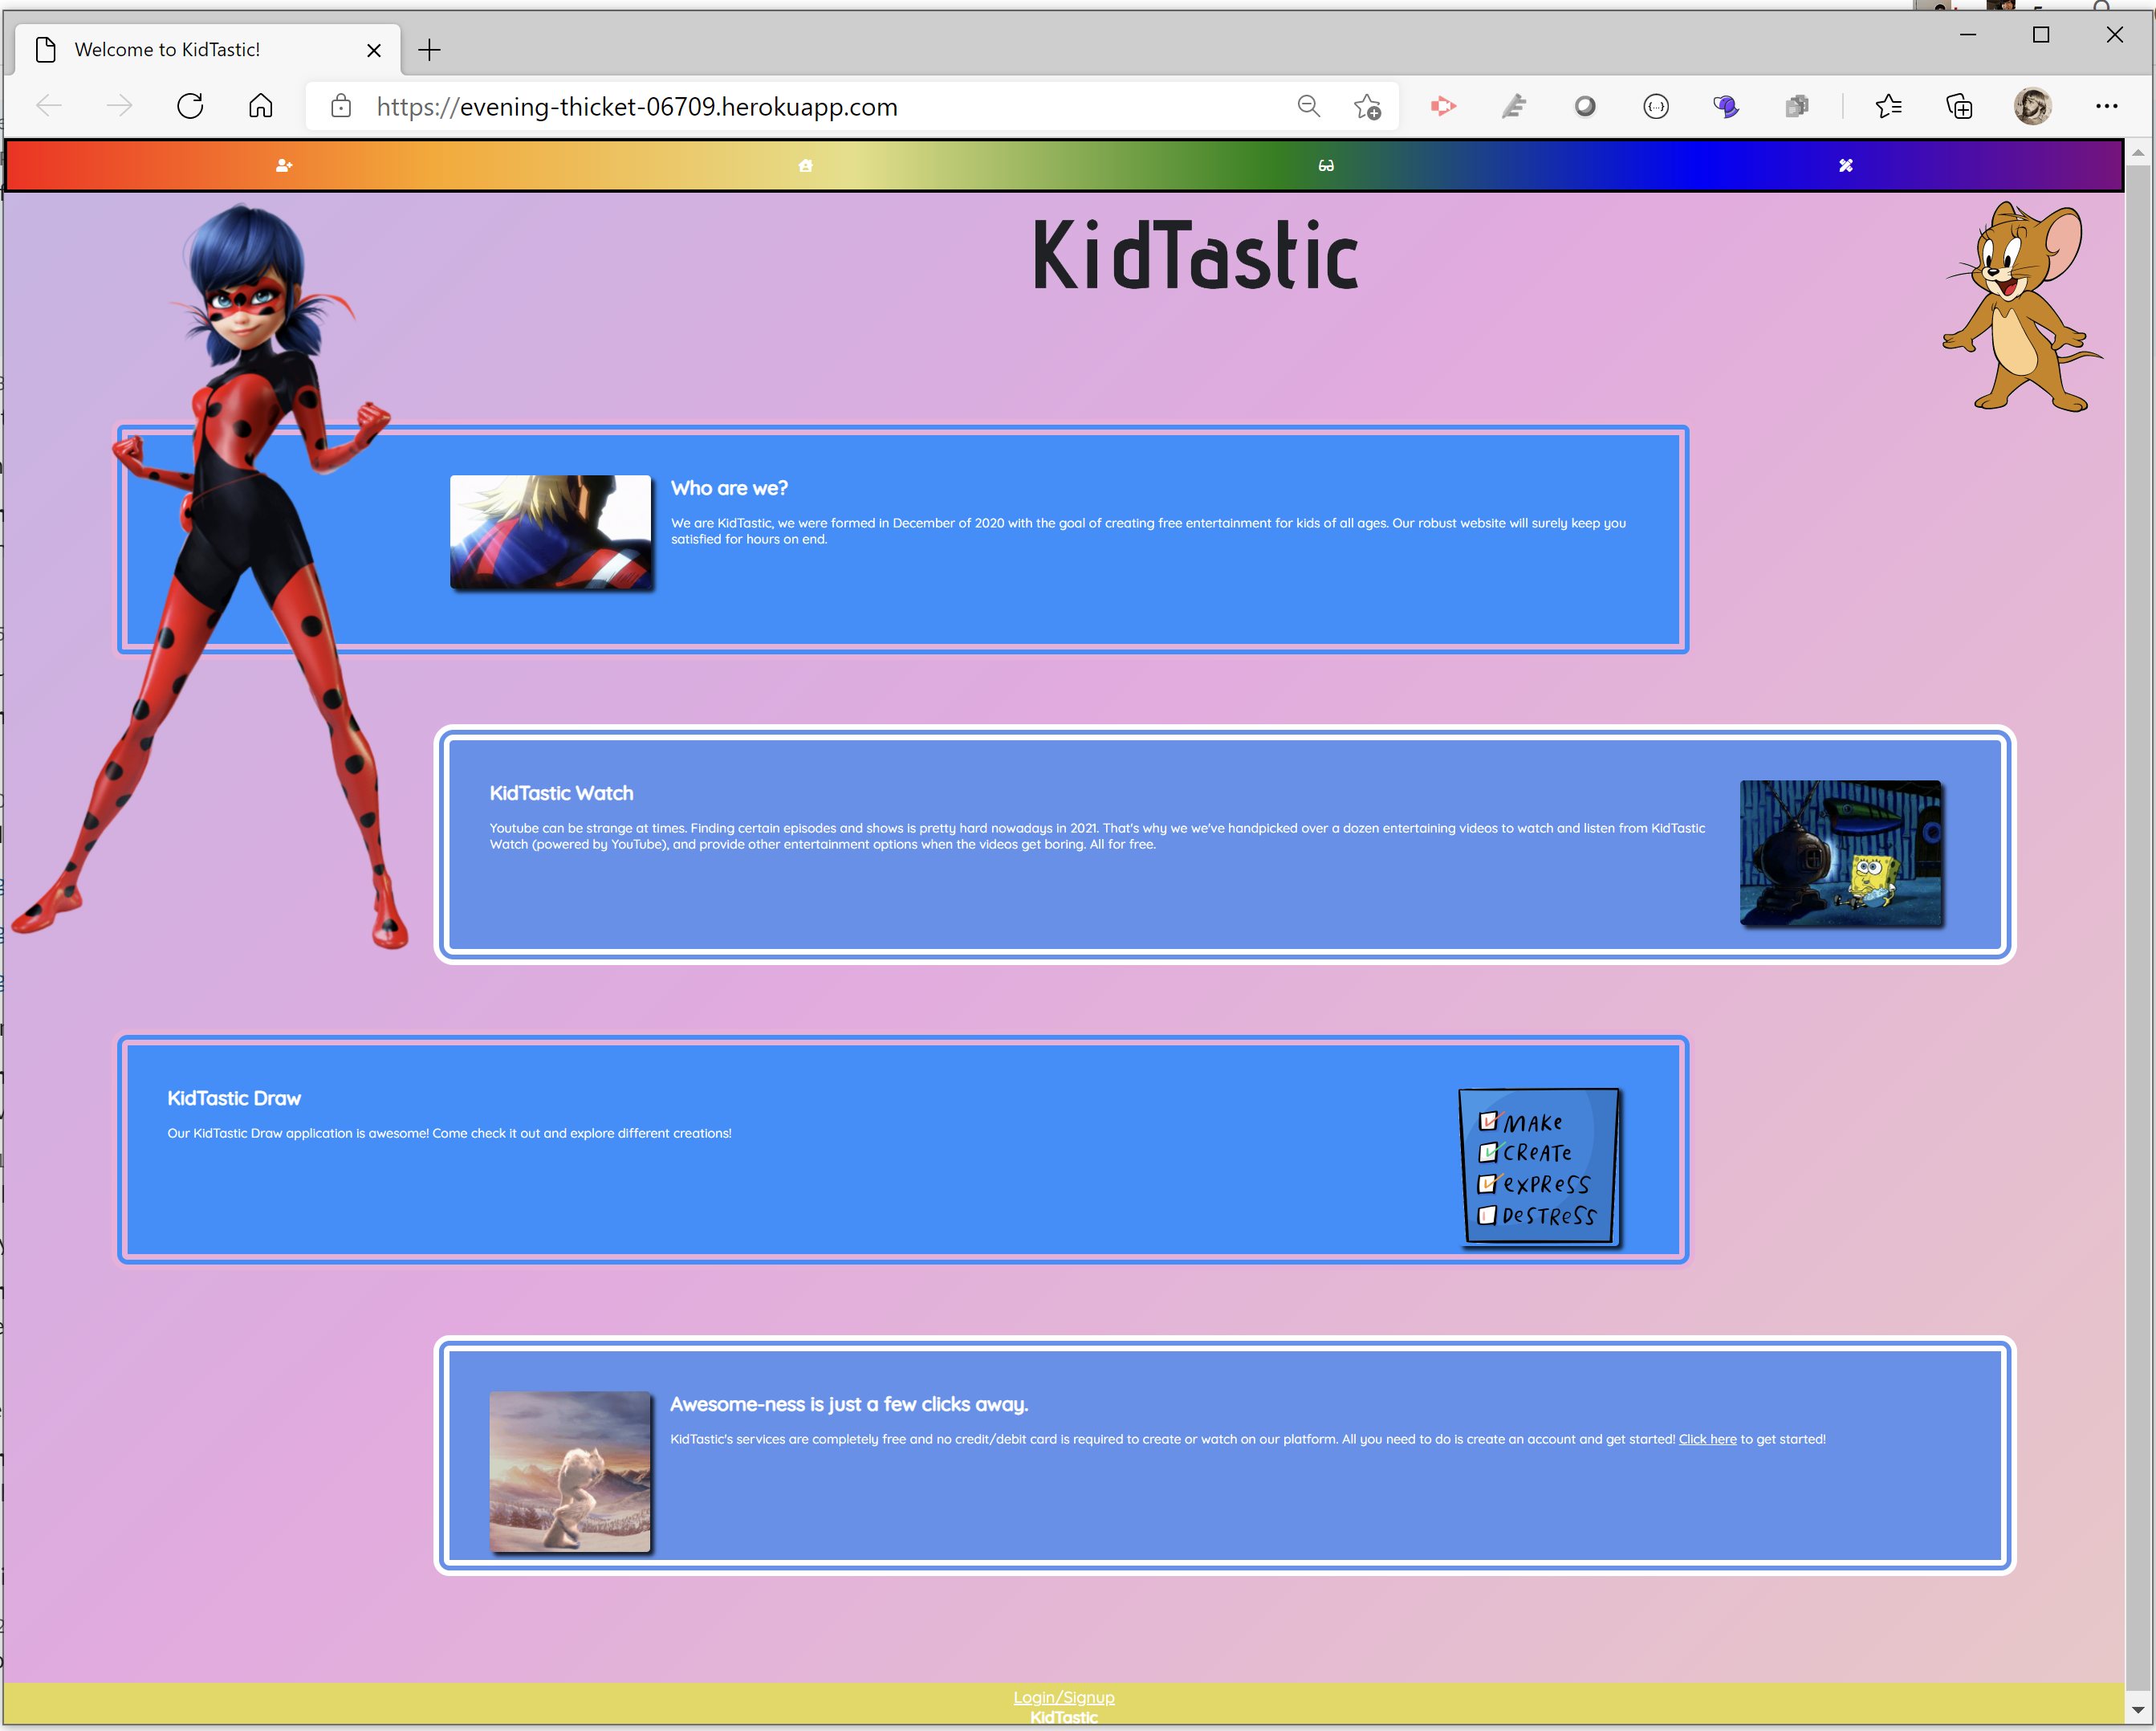 Welcome to KidTastic!
https://evening-thicket-06709.herokuapp.com
KidTastic
Who are we?
We are KidTastic, we were formed in December of 2020 with the goal of creating free entertainment for kids of all ages. Our robust website will surely keep you
satisfied for hours on end.
KidTastic Watch
Youtube can be strange at times. Finding certain episodes and shows is pretty hard nowadays in 2021. That's why we we've handpicked over a dozen entertaining videos to watch and listen from KidTastic
Watch (powered by YouTube), and provide other entertainment options when the videos get boring. All for free.
KidTastic Draw
Our KidTastic Draw application is awesome! Come check it out and explore different creations!
MAKe
CReATe
exPReSS
DeSTReSS
Awesome-ness is just a few clicks away.
KidTastic's services are completely free and no credit/debit card is required to create or watch on our platform. All you need to do is create an account and get started! Click here to get started!
Login/Signup
KidTastic